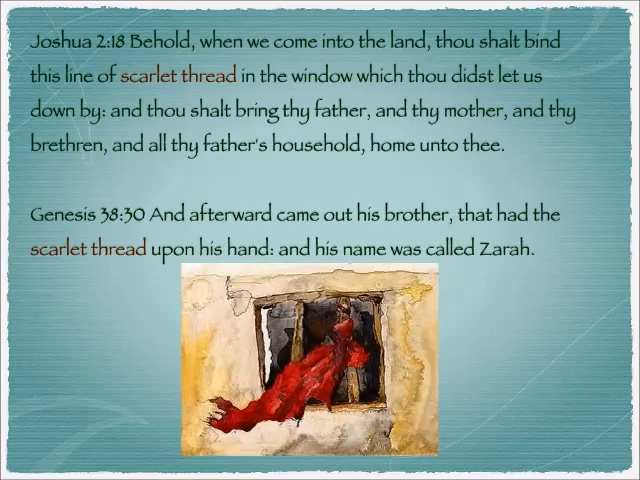 Joshua 2:18 Behold, when we come into the land, thou shalt bind
this line of scarlet thread in the window which thou didst let us
down by: and thou shalt bring thy father, and thy mother, and thy
brethren, and all thy father's household, home unto thee.
Genesis 38:30 And afterward came out his brother, that had the
scarlet thread upon his hand: and his name was called Zarah.